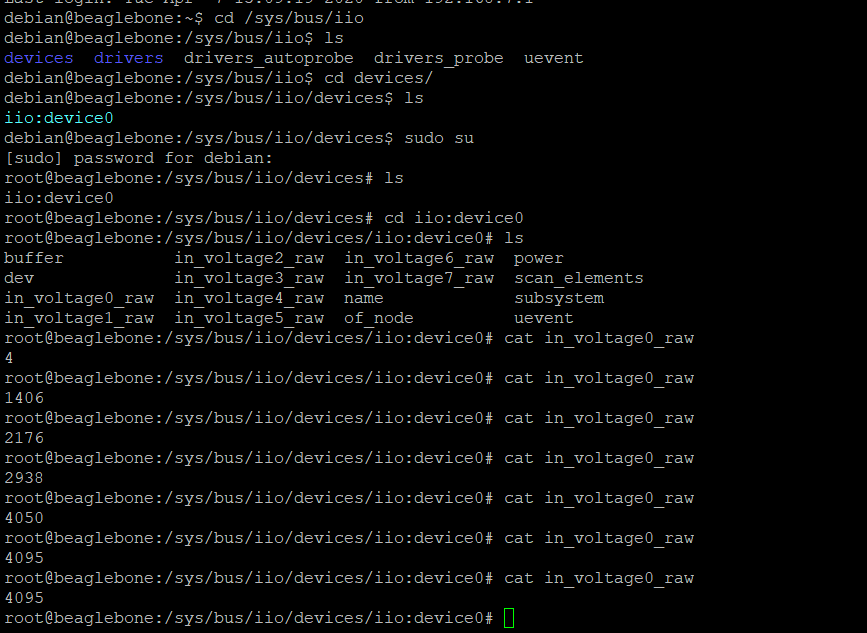 debian@beaglebone:~$ cd /sys/bus/iio
debian@beaglebone:/sys/bus/iio$ ls
devices  drivers  drivers_autoprobe  drivers_probe  uevent
debian@beaglebone:/sys/bus/iio$ cd devices/
debian@beaglebone:/sys/bus/iio/devices$ ls
iio:device0
debian@beaglebone:/sys/bus/iio/devices$ sudo su
[sudo] password for debian:
root@beaglebone:/sys/bus/iio/devices# ls
iio:device0
root@beaglebone:/sys/bus/iio/devices# cd iio:device0
root@beaglebone:/sys/bus/iio/devices/iio:device0# ls
buffer           in_voltage2_raw  in_voltage6_raw  power
dev              in_voltage3_raw  in_voltage7_raw  scan_elements
in_voltage0_raw  in_voltage4_raw  name             subsystem
in_voltage1_raw  in_voltage5_raw  of_node          uevent
root@beaglebone:/sys/bus/iio/devices/iio:device0# cat in_voltage0_raw
4
root@beaglebone:/sys/bus/iio/devices/iio:device0# cat in_voltage0_raw
1406
root@beaglebone:/sys/bus/iio/devices/iio:device0# cat in_voltage0_raw
2176
root@beaglebone:/sys/bus/iio/devices/iio:device0# cat in_voltage0_raw
2938
root@beaglebone:/sys/bus/iio/devices/iio:device0# cat in_voltage0_raw
4050
root@beaglebone:/sys/bus/iio/devices/iio:device0# cat in_voltage0_raw
4095
root@beaglebone:/sys/bus/iio/devices/iio:device0# cat in_voltage0_raw
4095
root@beaglebone:/sys/bus/iio/devices/iio:device0#